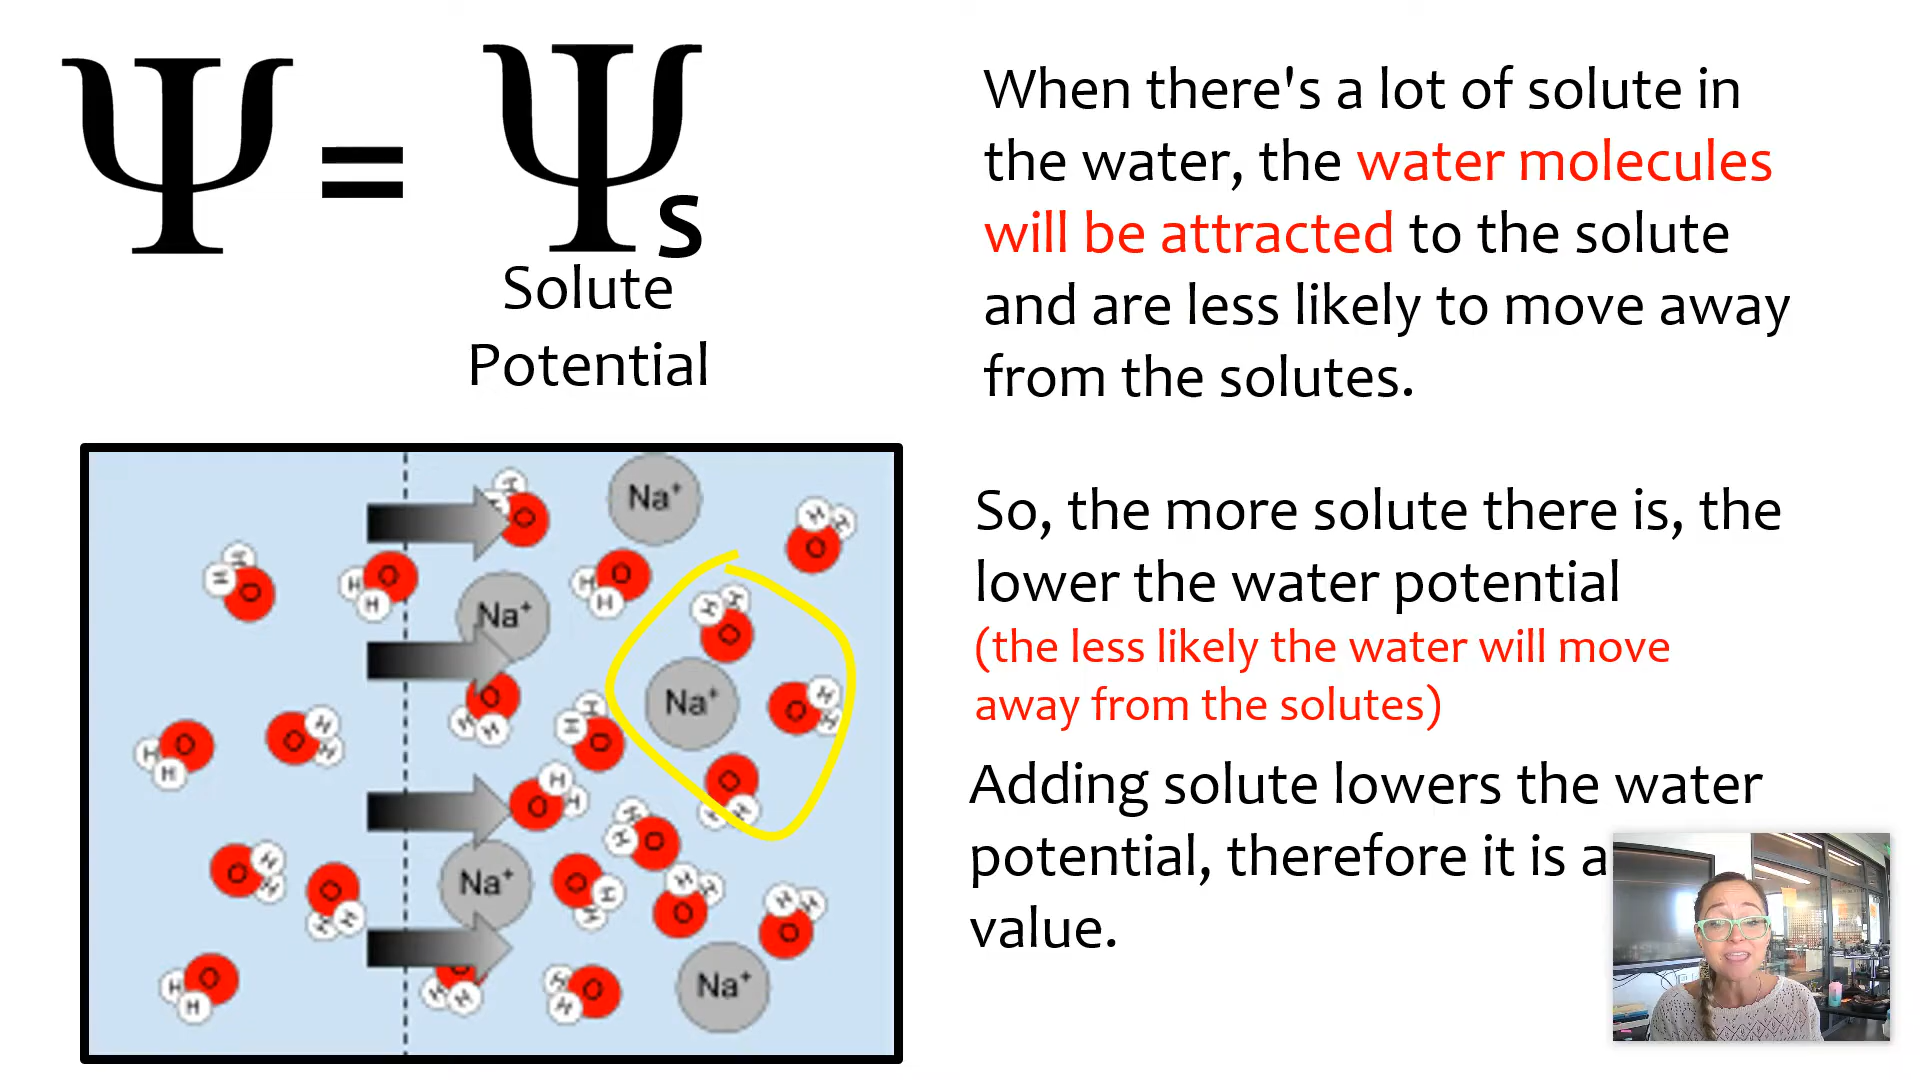 Ψ = Ψs
Solute
Potential
When there's a lot of solute in
the water, the water molecules
will be attracted to the solute
and are less likely to move away
from the solutes.
So, the more solute there is, the
lower the water potential
(the less likely the water will move
away from the solutes)
Adding solute lowers the water
potential, therefore it is a
value.
H H O Na⁺ H H O
H H O H H O H H O
Na⁺ H H O
Na⁺ O H H
O H H
H H O O H H H H O
O H H
O H H H H O
O H H O H H Na⁺ O H H H H O H H O
O H H O H H H H O Na⁺